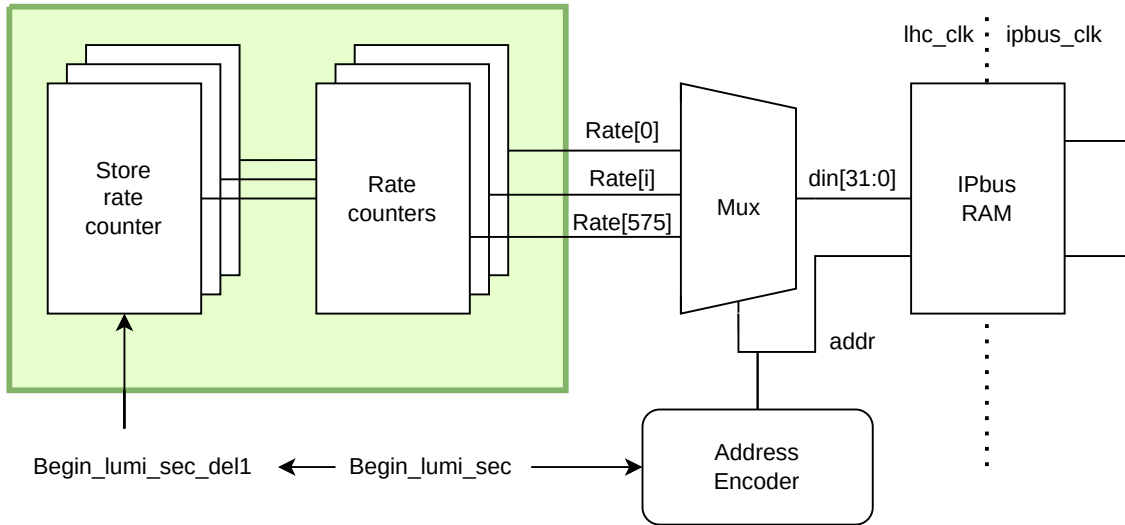 lhc_clk
ipbus_clk
Store
rate
counter
Rate
counters
Rate[0]
Rate[i]
Rate[575]
Mux
din[31:0]
IPbus
RAM
addr
Begin_lumi_sec_del1
Begin_lumi_sec
Address
Encoder